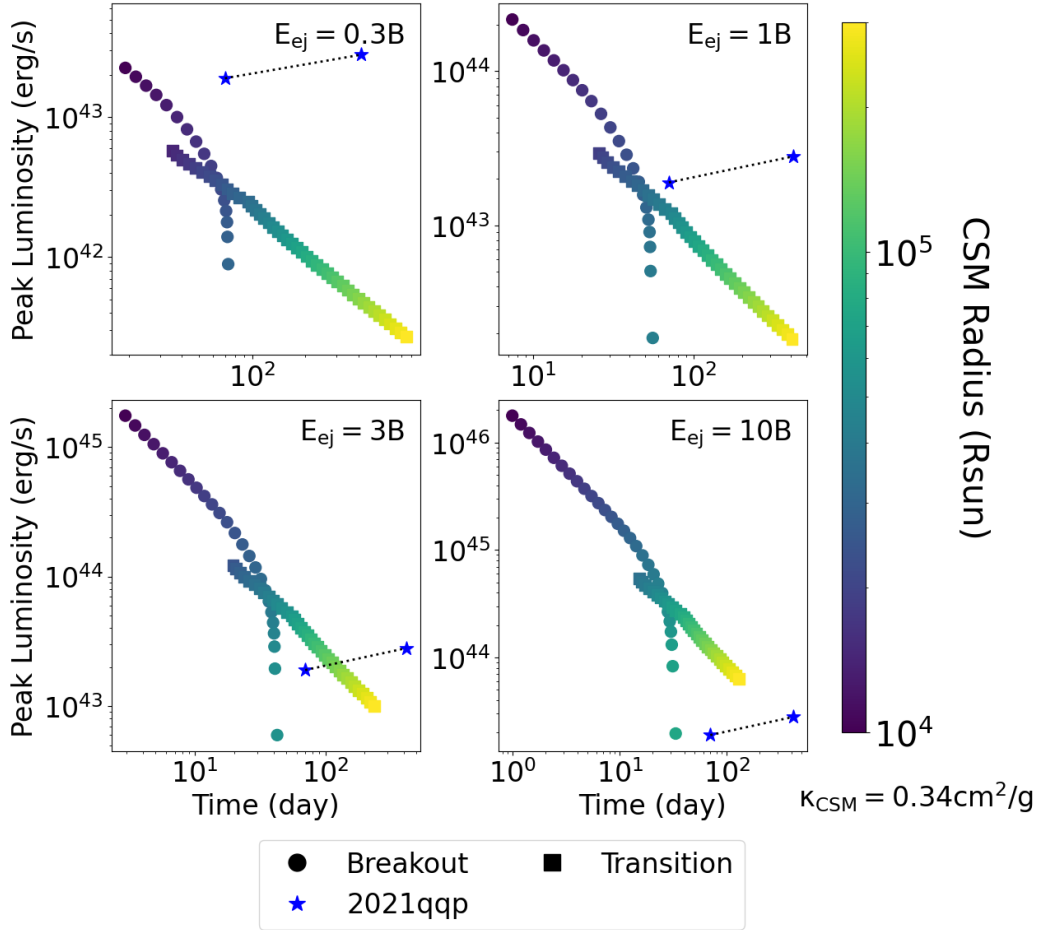 E_ej = 0.3B
E_ej = 1B
Peak Luminosity (erg/s)
10^43
10^42
10^2
10^44
10^43
10^1
10^2
E_ej = 3B
E_ej = 10B
Peak Luminosity (erg/s)
10^45
10^44
10^43
10^1
10^2
10^46
10^45
10^44
10^0
10^1
10^2
Time (day)
Time (day)
10^5
10^4
CSM Radius (Rsun)
κ_CSM = 0.34cm²/g
Breakout
Transition
2021qqp